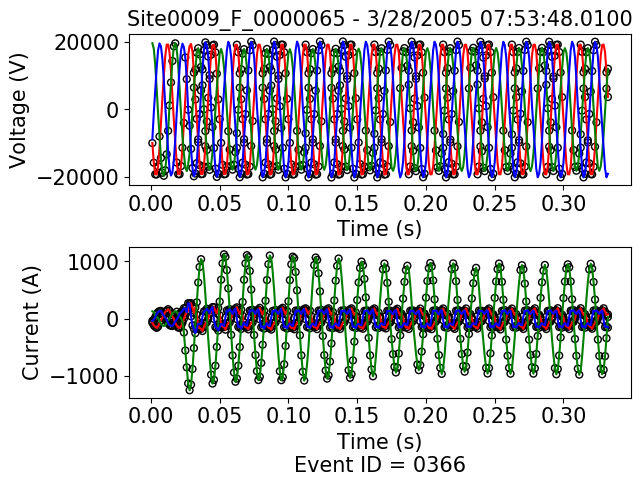 Site0009_F_0000065 - 3/28/2005 07:53:48.0100
Voltage (V)
20000
0
−20000
0.00 0.05 0.10 0.15 0.20 0.25 0.30
Time (s)
Current (A)
1000
0
−1000
0.00 0.05 0.10 0.15 0.20 0.25 0.30
Time (s)
Event ID = 0366